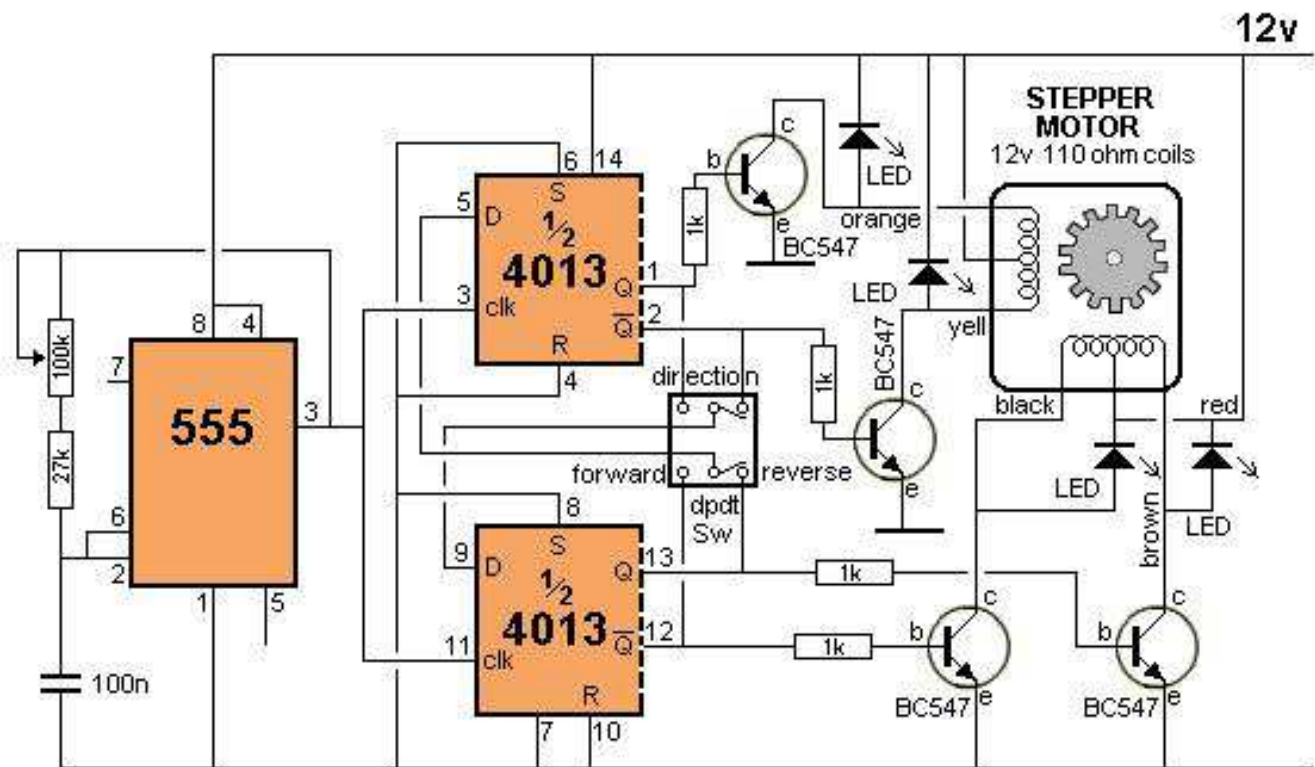 12v
STEPPER
MOTOR
12v 110 ohm coils
c
b
e
BC547
1k
LED
orange
6 14
S
5
D
½
4013
3
clk
Q
1
Q
2
R
4
LED
yell
BC547
1k
c
b
e
8
4
7
100k
555
3
27k
6
2
1
5
100n
direction
forward
reverse
dpdt
Sw
black
red
LED
brown
LED
8
S
9
D
½
4013
Q
13
Q
12
11
clk
R
7
10
1k
1k
c
b
e
BC547
c
b
e
BC547